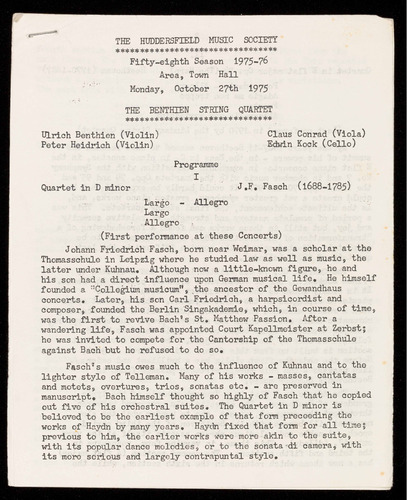 THE HUDDERSFIELD MUSIC SOCIETY
**********************************
Fifty-eighth Season 1975-76
Area, Town Hall
Monday, October 27th 1975
THE BENTHIEN STRING QUARTET
******************************
Ulrich Benthien (Violin) Claus Conrad (Viola)
Peter Heidrich (Violin) Edwin Kock (Cello)
Programme
I
Quartet in D minor J.F. Fasch (1688-1785)
Largo - Allegro
Largo
Allegro
(First performance at these Concerts)
Johann Friedrich Fasch, born near Weimar, was a scholar at the
Thomasschule in Leipzig where he studied law as well as music, the
latter under Kuhnau. Although now a little-known figure, he and
his son had a direct influence upon German musical life. He himself
founded a "Collegium musicum", the ancestor of the Gewandhaus
concerts. Later, his son Carl Friedrich, a harpsicordist and
composer, founded the Berlin Singakademie, which, in course of time,
was the first to revive Bach's St. Matthew Passion. After a
wandering life, Fasch was appointed Court Kapellmeister at Zerbst;
he was invited to compete for the Cantorship of the Thomasschule
against Bach but he refused to do so.
Fasch's music owes much to the influence of Kuhnau and to the
lighter style of Telleman. Many of his works - masses, cantatas
and motets, overtures, trios, sonatas etc. - are preserved in
manuscript. Bach himself thought so highly of Fasch that he copied
out five of his orchestral suites. The Quartet in D minor is
believed to be the earliest example of that form preceeding the
works of Haydn by many years. Haydn fixed that form for all time;
previous to him, the earlier works were more akin to the suite,
with its popular dance melodies, or to the sonata di camera, with
its more serious and largely contrapuntal style.